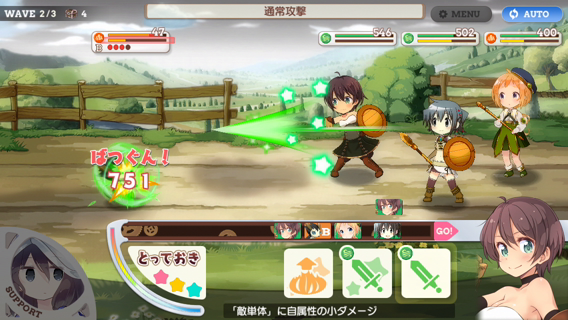 WAVE 2/3 4
通常攻撃
MENU
AUTO
47
B
546
502
400
ばつぐん!
751
B
GO!
とっておき
SUPPORT
「敵単体」に自属性の小ダメージ